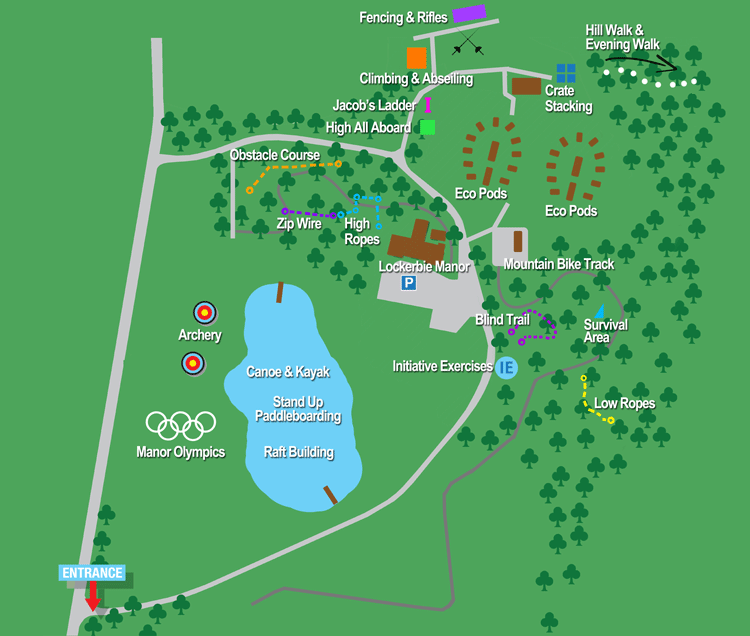 Fencing & Rifles
Hill Walk &
Evening Walk
Climbing & Abseiling
Crate
Stacking
Jacob's Ladder
High All Aboard
Obstacle Course
Eco Pods
Eco Pods
Zip Wire
High
Ropes
Lockerbie Manor
Mountain Bike Track
P
Blind Trail
Survival
Area
Archery
Initiative Exercises
IE
Canoe & Kayak
Stand Up
Paddleboarding
Low Ropes
Manor Olympics
Raft Building
ENTRANCE